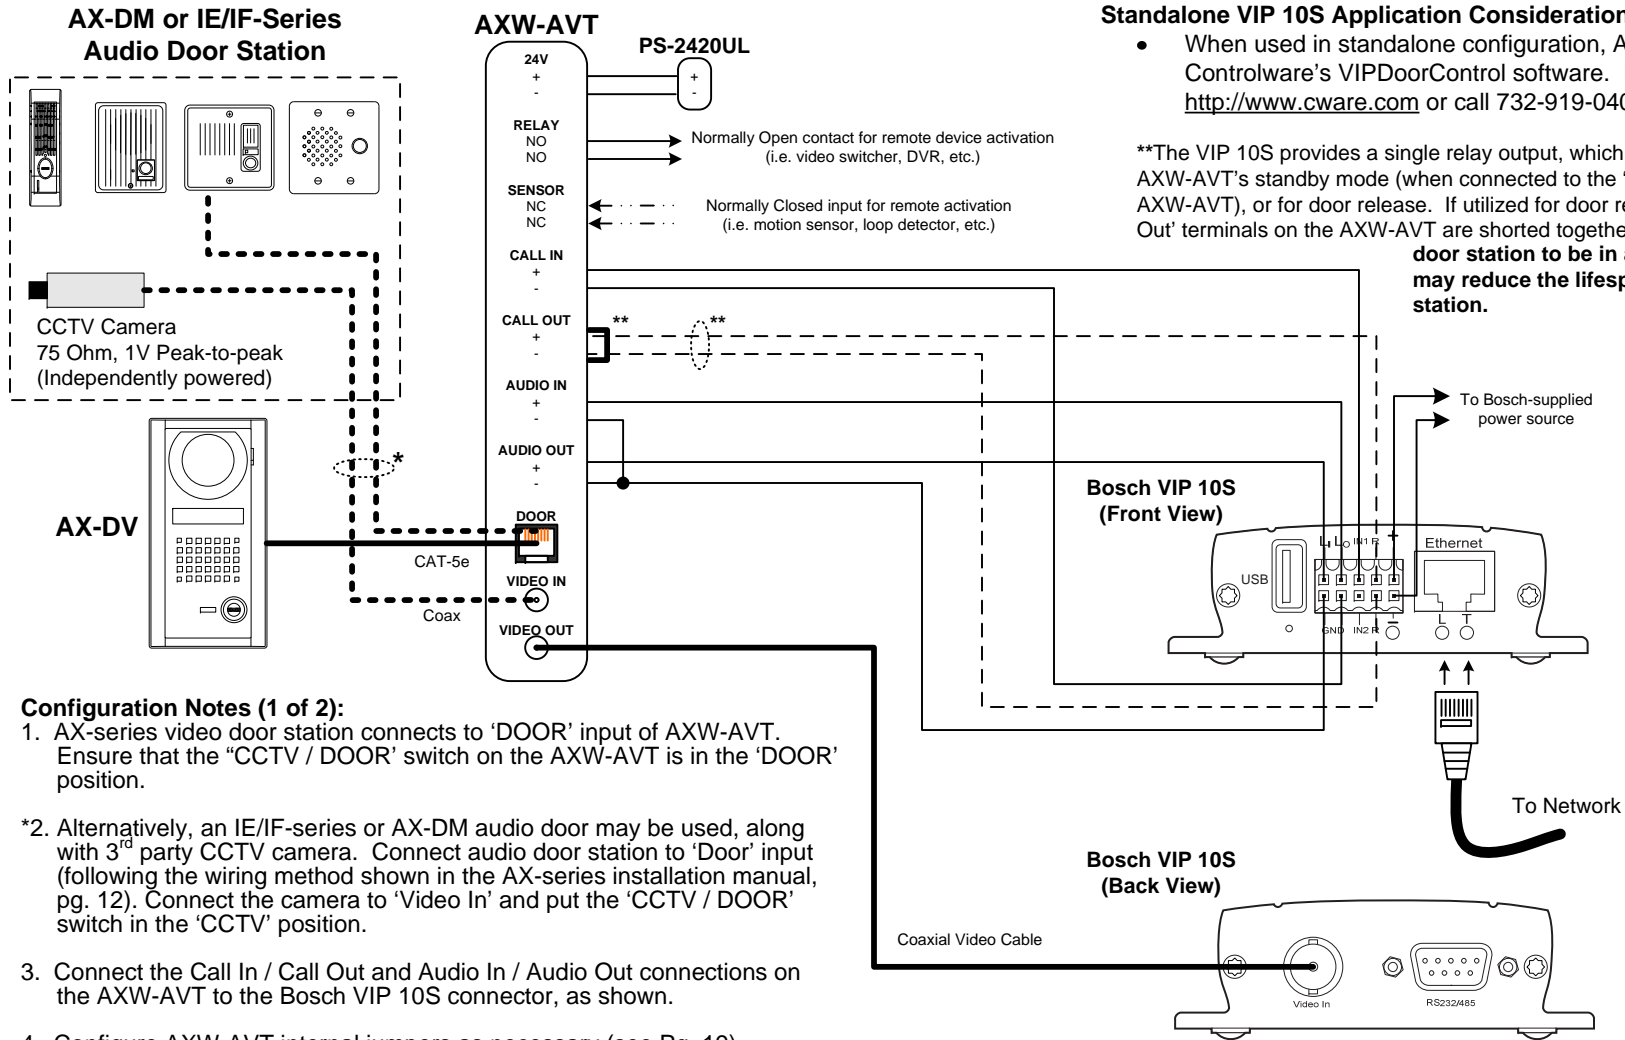 AX-DM or IE/IF-Series
Audio Door Station
CCTV Camera
75 Ohm, 1V Peak-to-peak
(Independently powered)
*
AX-DV
CAT-5e
Coax
AXW-AVT
24V
+
-
RELAY
NO
NO
SENSOR
NC
NC
CALL IN
+
-
CALL OUT
+
-
AUDIO IN
+
-
AUDIO OUT
+
-
DOOR
VIDEO IN
VIDEO OUT
PS-2420UL
+
-
Normally Open contact for remote device activation
(i.e. video switcher, DVR, etc.)
Normally Closed input for remote activation
(i.e. motion sensor, loop detector, etc.)
**
**
Standalone VIP 10S Application Consideration
• When used in standalone configuration, A
Controlware's VIPDoorControl software.
http://www.cware.com or call 732-919-040
**The VIP 10S provides a single relay output, which
AXW-AVT's standby mode (when connected to the '
AXW-AVT), or for door release. If utilized for door re
Out' terminals on the AXW-AVT are shorted togethe
door station to be in a
may reduce the lifesp
station.
To Bosch-supplied
power source
Bosch VIP 10S
(Front View)
USB
LI LO IN1 R +
GND IN2 R -
Ethernet
L T
To Network
Bosch VIP 10S
(Back View)
Coaxial Video Cable
Video In
RS232/485
Configuration Notes (1 of 2):
1. AX-series video door station connects to ‘DOOR’ input of AXW-AVT.
Ensure that the “CCTV / DOOR’ switch on the AXW-AVT is in the ‘DOOR’
position.
*2. Alternatively, an IE/IF-series or AX-DM audio door may be used, along
with 3rd party CCTV camera. Connect audio door station to ‘Door’ input
(following the wiring method shown in the AX-series installation manual,
pg. 12). Connect the camera to ‘Video In’ and put the ‘CCTV / DOOR’
switch in the ‘CCTV’ position.
3. Connect the Call In / Call Out and Audio In / Audio Out connections on
the AXW-AVT to the Bosch VIP 10S connector, as shown.
4. Configure AXW-AVT internal jumpers as necessary (see Pg. 10)